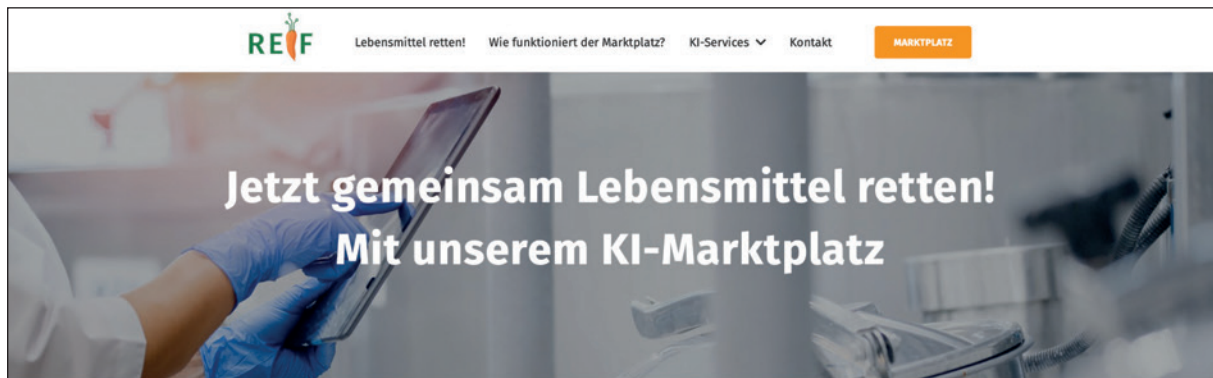 REIF
Lebensmittel retten! Wie funktioniert der Marktplatz? KI-Services Kontakt MARKTPLATZ
Jetzt gemeinsam Lebensmittel retten!
Mit unserem KI-Marktplatz